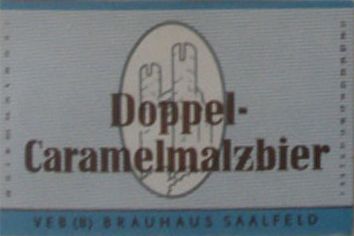 Doppel-
Caramelmalzbier
VEB (B) BRAUHAUS SAALFELD